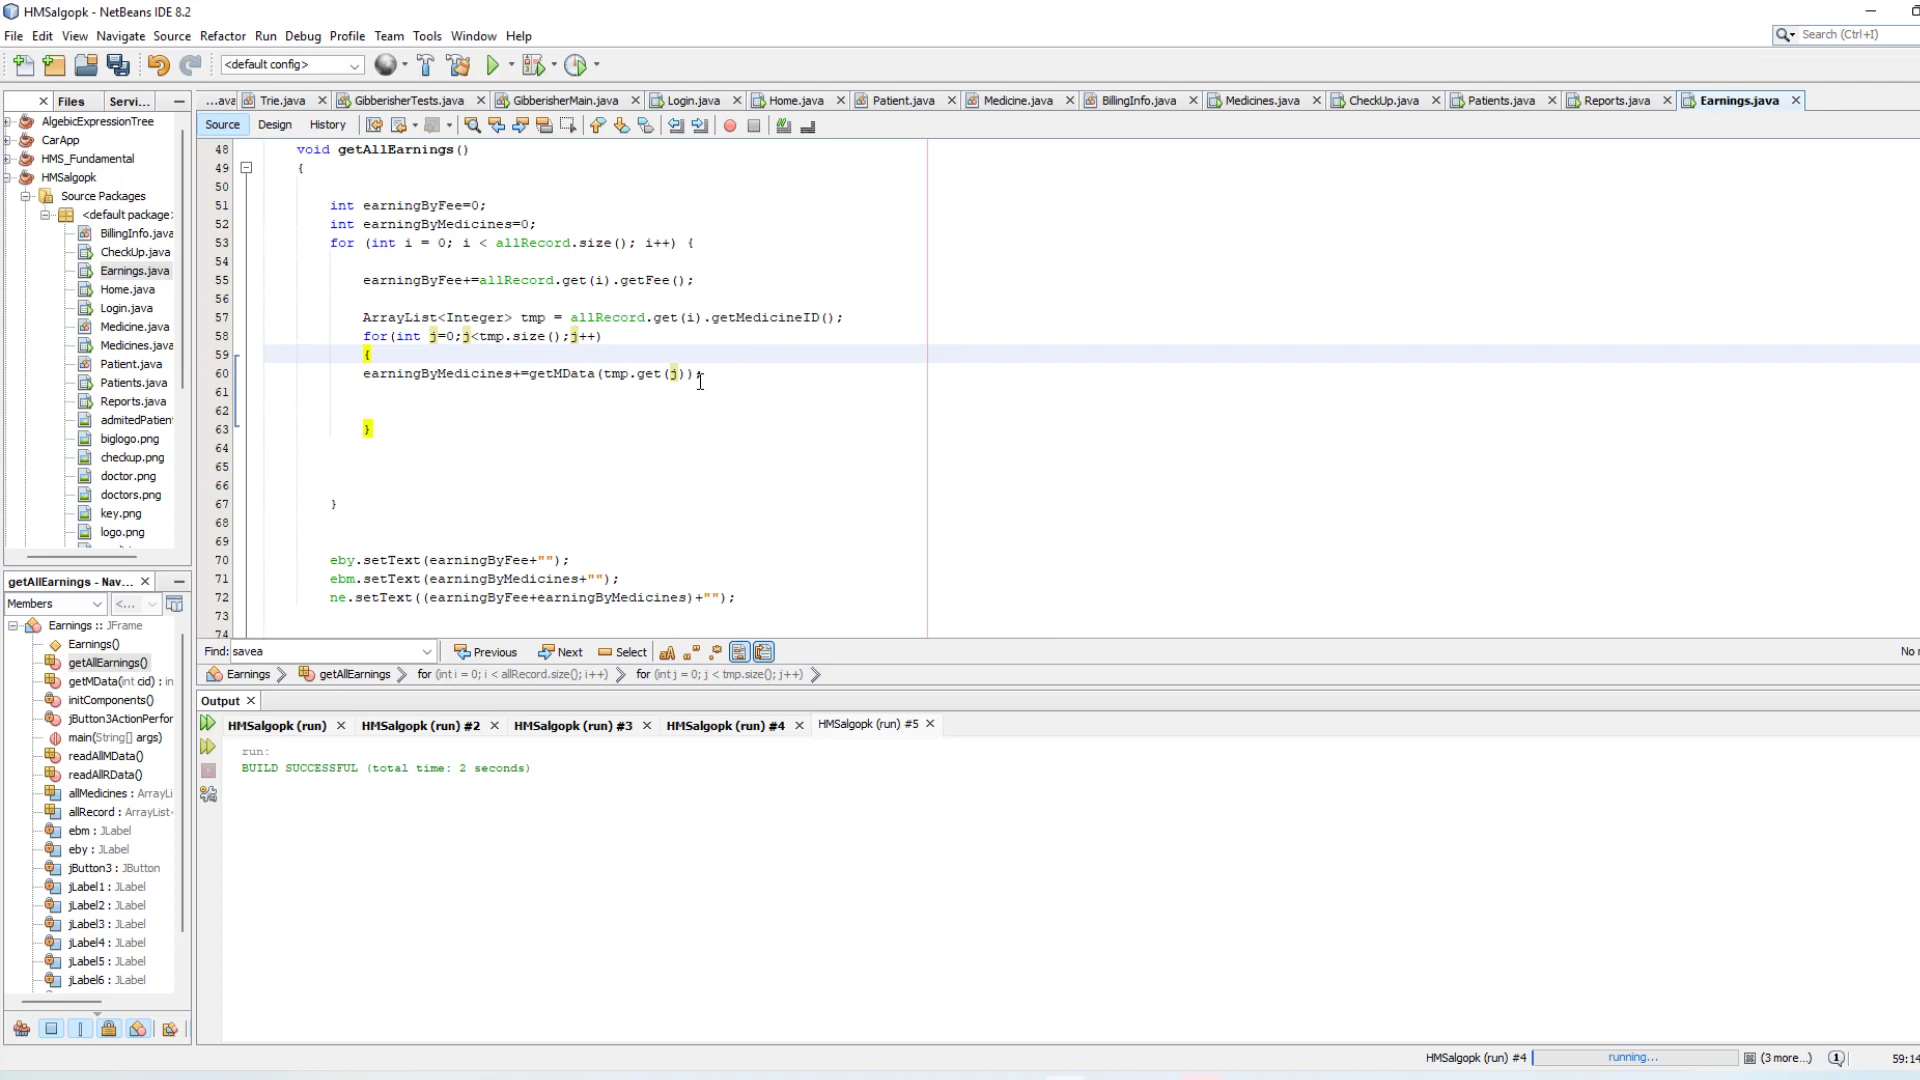 HMSalgopk - NetBeans IDE 8.2
File Edit View Navigate Source Refactor Run Debug Profile Team Tools Window Help
Search (Ctrl+I)
<default config>
Files Servi...
...ava Trie.java GibberisherTests.java GibberisherMain.java Login.java Home.java Patient.java Medicine.java BillingInfo.java Medicines.java CheckUp.java Patients.java Reports.java Earnings.java
Source Design History
AlgebicExpressionTree
CarApp
HMS_Fundamental
HMSalgopk
Source Packages
<default package>
BillingInfo.java
CheckUp.java
Earnings.java
Home.java
Login.java
Medicine.java
Medicines.java
Patient.java
Patients.java
Reports.java
admitedPatient
biglogo.png
checkup.png
doctor.png
doctors.png
key.png
logo.png
48 void getAllEarnings()
49 {
50
51 int earningByFee=0;
52 int earningByMedicines=0;
53 for (int i = 0; i < allRecord.size(); i++) {
54
55 earningByFee+=allRecord.get(i).getFee();
56
57 ArrayList<Integer> tmp = allRecord.get(i).getMedicineID();
58 for(int j=0;j<tmp.size();j++)
59 {
60 earningByMedicines+=getMData(tmp.get(j));
61
62
63 }
64
65
66
67 }
68
69
70 eby.setText(earningByFee+"");
71 ebm.setText(earningByMedicines+"");
72 ne.setText((earningByFee+earningByMedicines)+"");
73
74
Find: savea Previous Next Select No
Earnings getAllEarnings for (int i = 0; i < allRecord.size(); i++) for (int j = 0; j < tmp.size(); j++)
getAllEarnings - Nav...
Members <...
Earnings :: JFrame
Earnings()
getAllEarnings()
getMData(int cid) : in
initComponents()
jButton3ActionPerfor
main(String[] args)
readAllMData()
readAllRData()
allMedicines : ArrayLi
allRecord : ArrayList<
ebm : JLabel
eby : JLabel
jButton3 : JButton
jLabel1 : JLabel
jLabel2 : JLabel
jLabel3 : JLabel
jLabel4 : JLabel
jLabel5 : JLabel
jLabel6 : JLabel
Output
HMSalgopk (run) HMSalgopk (run) #2 HMSalgopk (run) #3 HMSalgopk (run) #4 HMSalgopk (run) #5
run:
BUILD SUCCESSFUL (total time: 2 seconds)
HMSalgopk (run) #4 running... (3 more...) 1 59:14